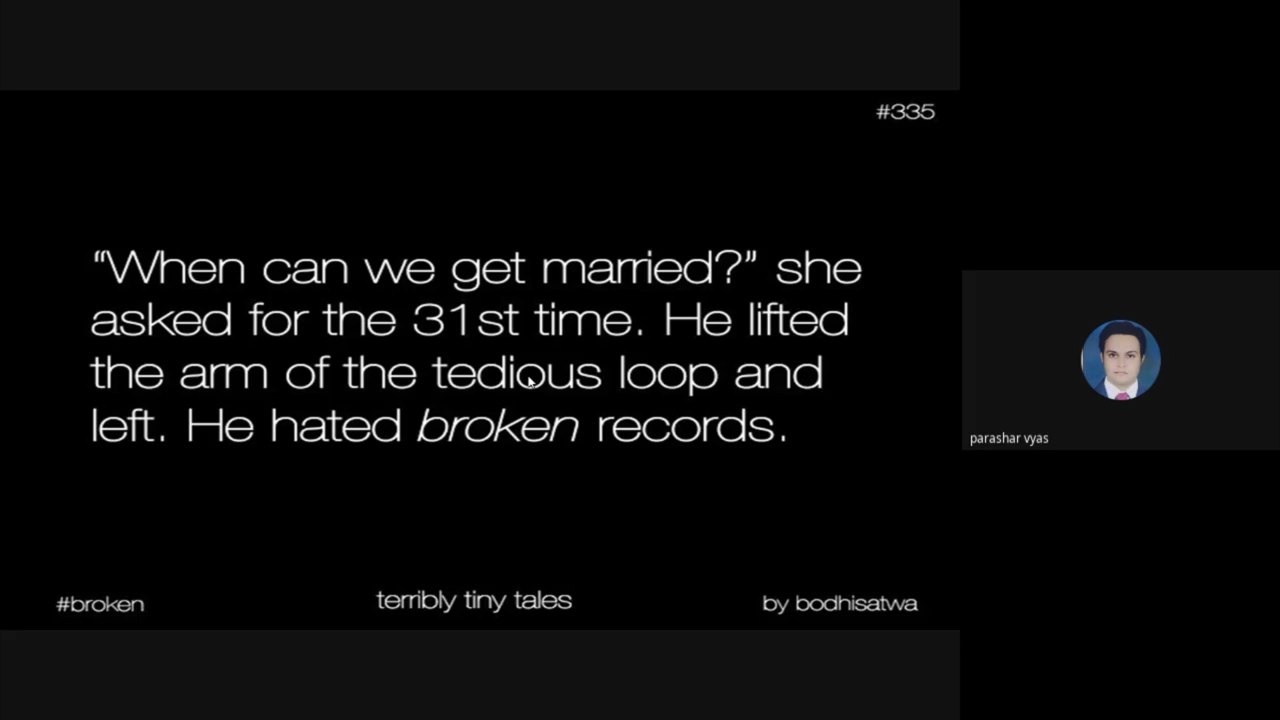 #335
“When can we get married?” she
asked for the 31st time. He lifted
the arm of the tedious loop and
left. He hated broken records.
#broken
terribly tiny tales
by bodhisatwa
parashar vyas